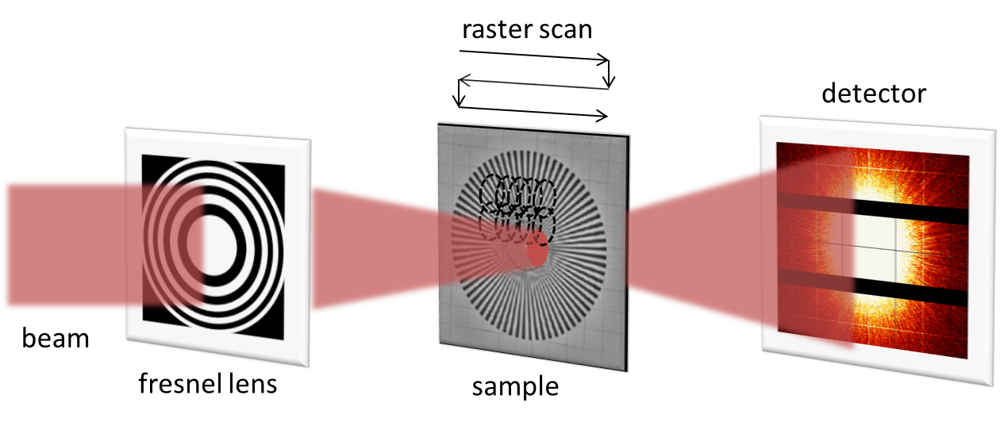 raster scan
detector
beam
fresnel lens
sample